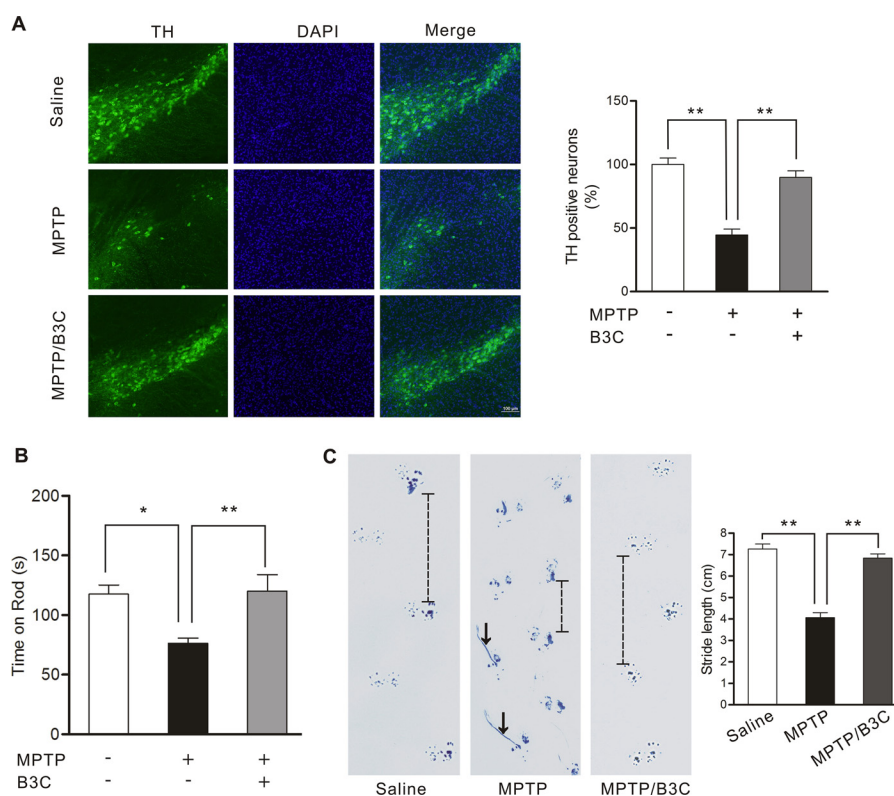 A
TH DAPI Merge
Saline
MPTP
MPTP/B3C
100 µm
150
100
50
0
TH positive neurons
(%)
** **
MPTP - + +
B3C - - +
B
200
150
100
50
0
Time on Rod (s)
* **
MPTP - + +
B3C - - +
C
Saline MPTP MPTP/B3C
8
7
6
5
4
3
2
1
0
Stride length (cm)
** **
Saline MPTP MPTP/B3C